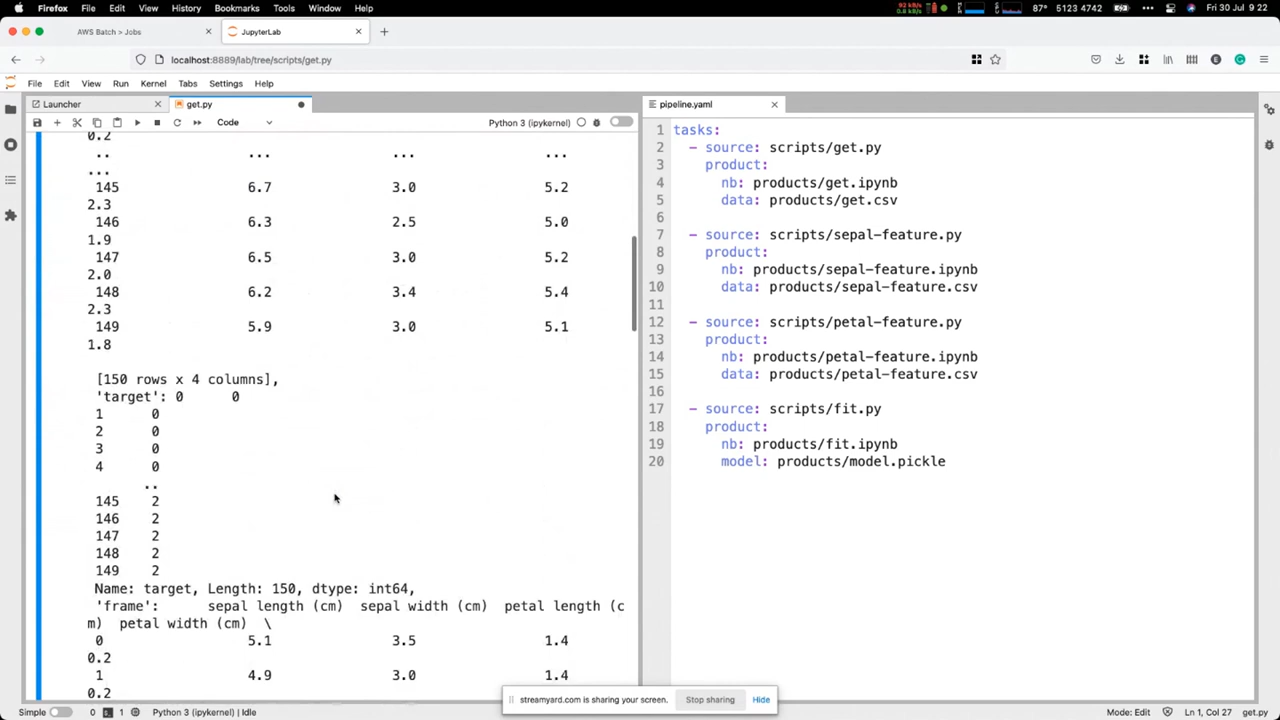 Firefox File Edit View History Bookmarks Tools Window Help 92 kB/s 0.8 kB/s 87° 5123 4742 Fri 30 Jul 9 22
AWS Batch > Jobs JupyterLab
localhost:8889/lab/tree/scripts/get.py
File Edit View Run Kernel Tabs Settings Help
Launcher get.py
Code Python 3 (ipykernel)
0.2
.. ... ... ...
...
145 6.7 3.0 5.2
2.3
146 6.3 2.5 5.0
1.9
147 6.5 3.0 5.2
2.0
148 6.2 3.4 5.4
2.3
149 5.9 3.0 5.1
1.8
[150 rows x 4 columns],
'target': 0 0
1 0
2 0
3 0
4 0
..
145 2
146 2
147 2
148 2
149 2
Name: target, Length: 150, dtype: int64,
'frame': sepal length (cm) sepal width (cm) petal length (c
m) petal width (cm) \
0 5.1 3.5 1.4
0.2
1 4.9 3.0 1.4
0.2
pipeline.yaml
1 tasks:
2 - source: scripts/get.py
3 product:
4 nb: products/get.ipynb
5 data: products/get.csv
6
7 - source: scripts/sepal-feature.py
8 product:
9 nb: products/sepal-feature.ipynb
10 data: products/sepal-feature.csv
11
12 - source: scripts/petal-feature.py
13 product:
14 nb: products/petal-feature.ipynb
15 data: products/petal-feature.csv
16
17 - source: scripts/fit.py
18 product:
19 nb: products/fit.ipynb
20 model: products/model.pickle
streamyard.com is sharing your screen. Stop sharing Hide
Simple 0 1 Python 3 (ipykernel) | Idle Mode: Edit Ln 1, Col 27 get.py